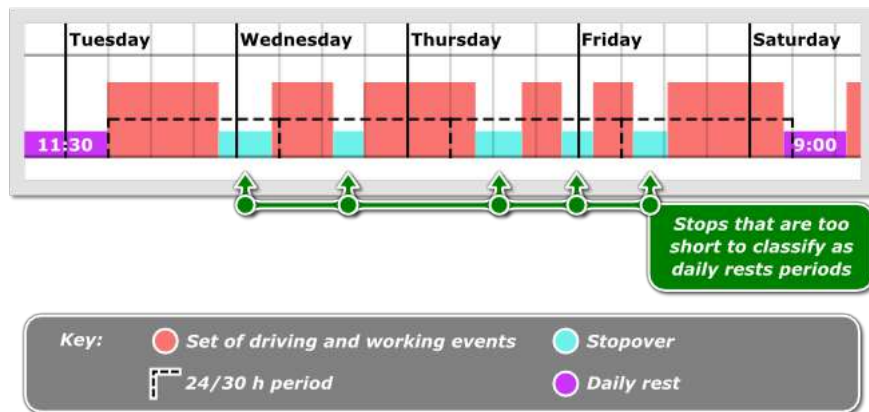 Tuesday Wednesday Thursday Friday Saturday
11:30 9:00
Stops that are too
short to classify as
daily rests periods
Key: Set of driving and working events Stopover
24/30 h period Daily rest